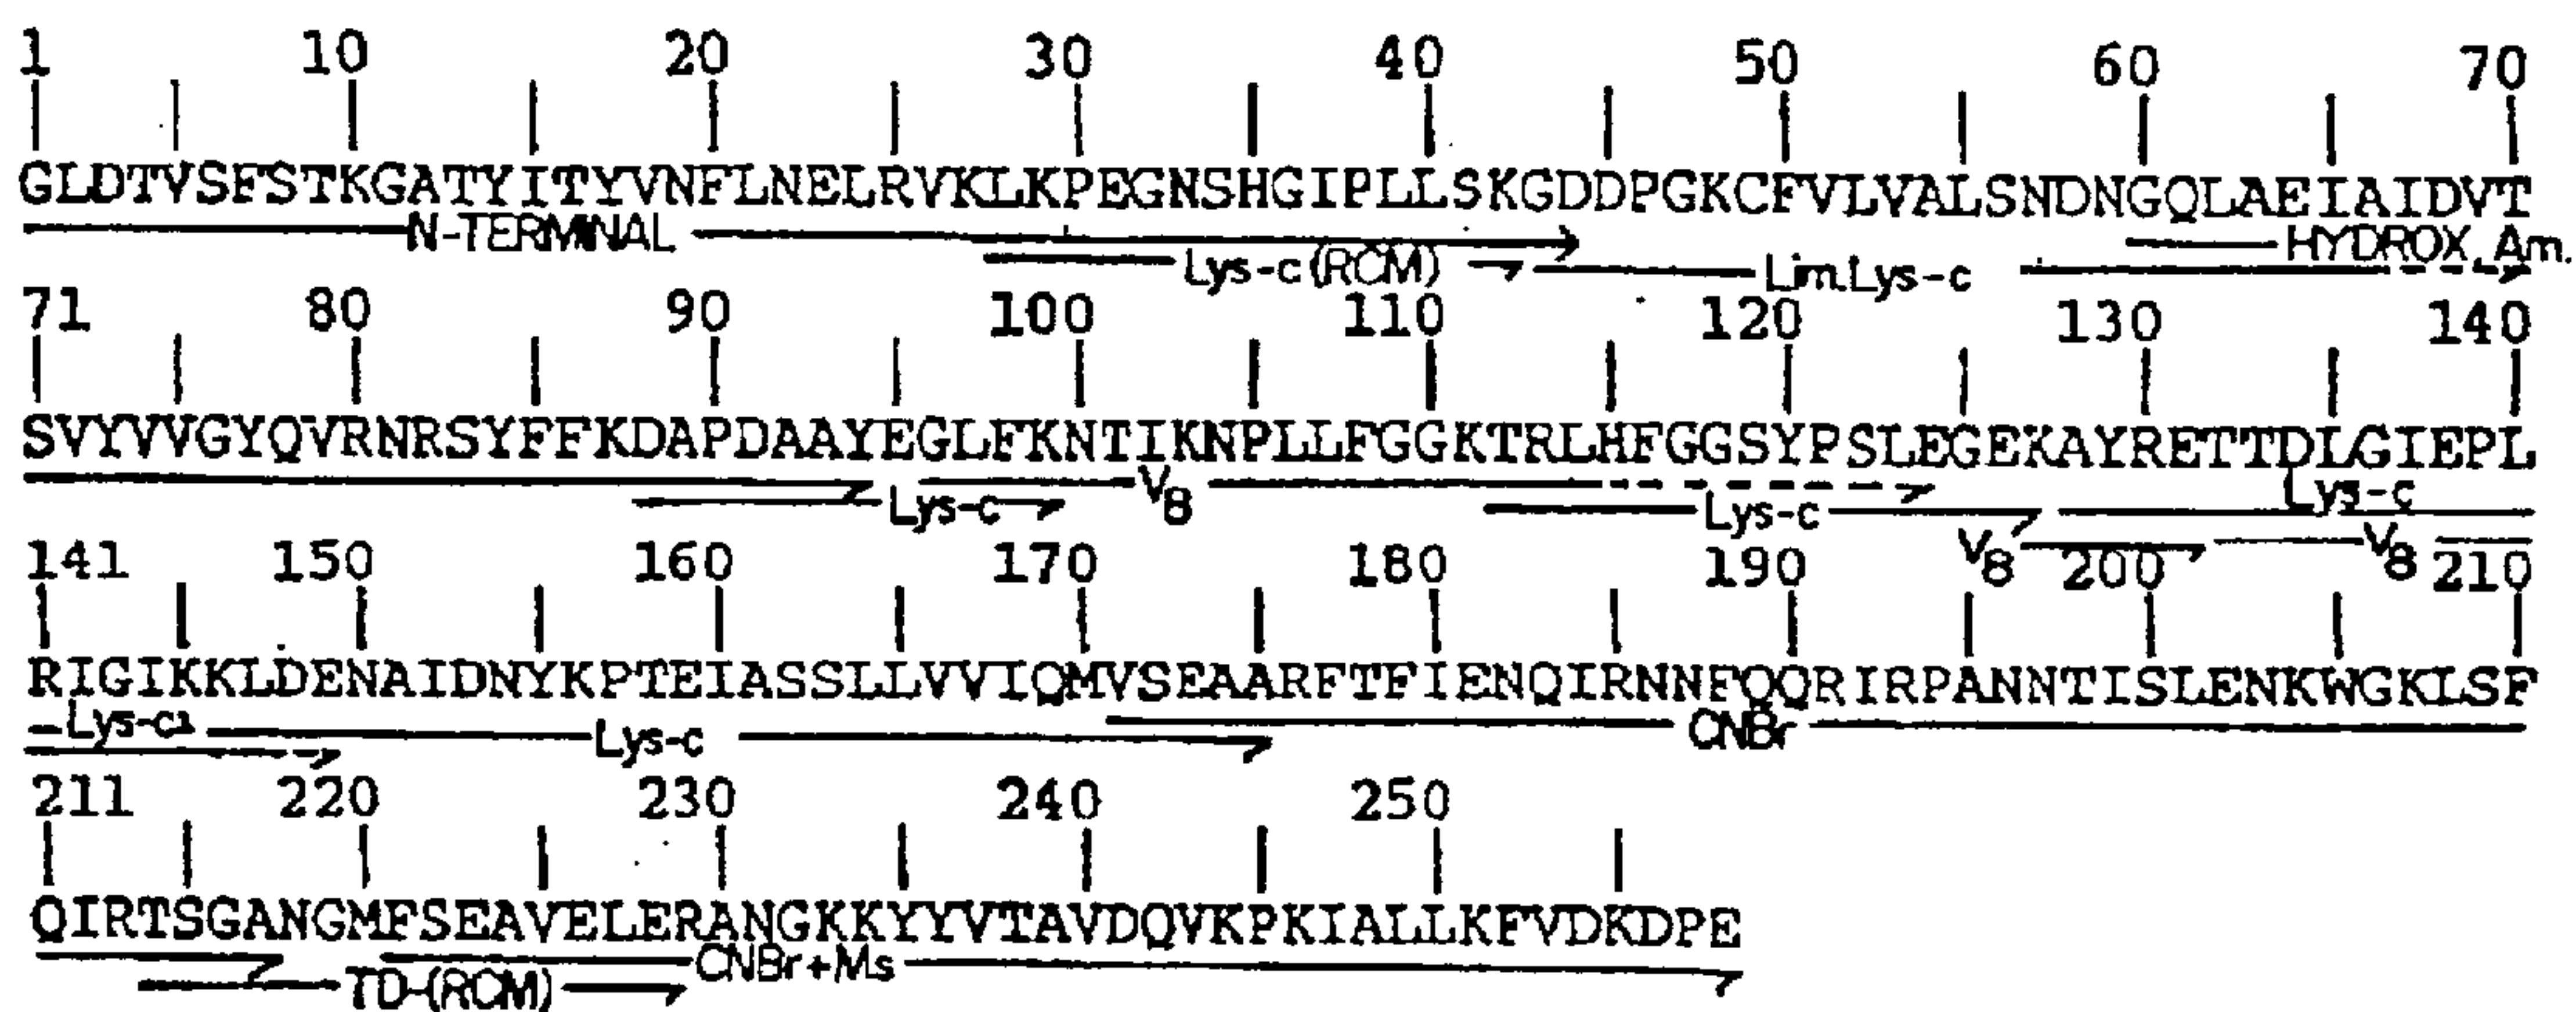 1 10 20 30 40 50 60 70
GLDTVSFSTKGATYITYVNFLNELRVKLKPEGNSHGIPLLSKGDDPGKCFVLVALSNDNGQLAEIAIDVT
N-TERMINAL Lys-c(RCM) Lim.Lys-c HYDROX.Am.
71 80 90 100 110 120 130 140
SVYVVGYQVRNRSYFFKDAPDAAYEGLFKNTIKNPLLFGGKTRLHFGGSYPSLEGEKAYRETTDLGIEPL
Lys-c V8 Lys-c V8 Lys-c V8
141 150 160 170 180 190 200 210
RIGIKKLDENAIDNYKPTEIASSLLVVIQMVSEAARFTFIENQIRNNFQQRIRPANNTISLENKWGKLSF
Lys-c Lys-c CNBr
211 220 230 240 250
QIRTSGANGMFSEAVELERANGKKYYVTAVDQVKPKIALLKFVDKDPE
TD-(RCM) CNBr+Ms